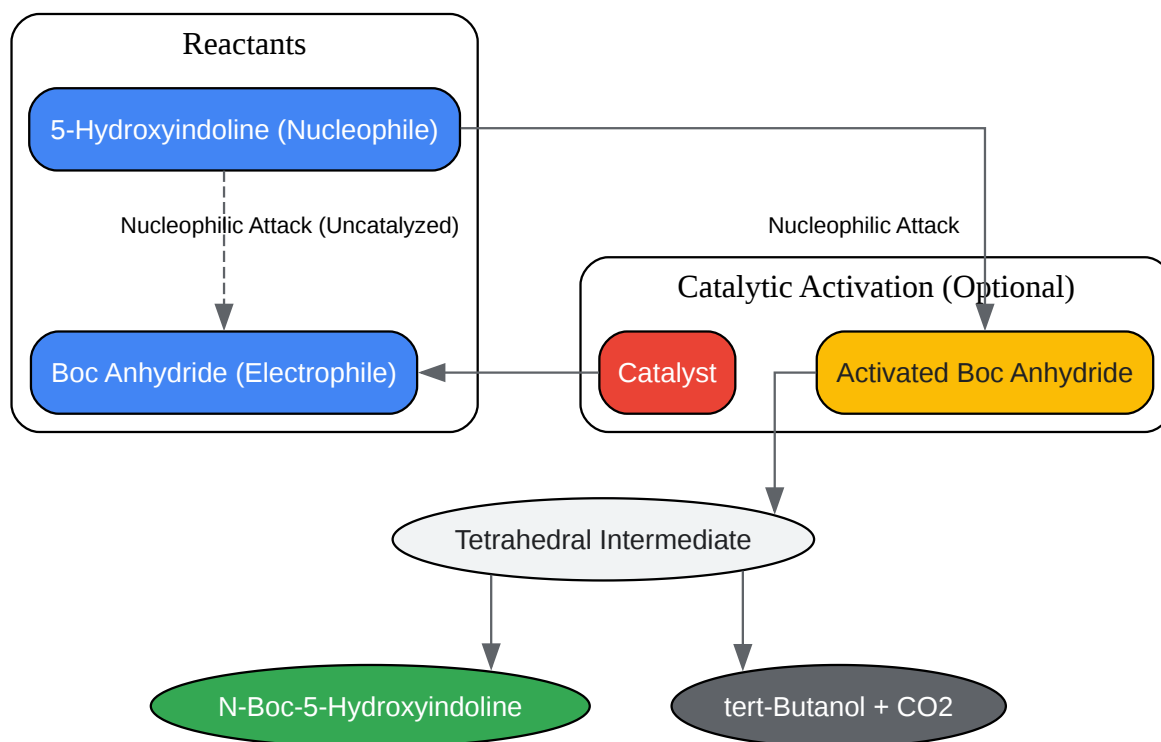 Reactants
5-Hydroxyindoline (Nucleophile)
Nucleophilic Attack (Uncatalyzed)
Nucleophilic Attack
Catalytic Activation (Optional)
Boc Anhydride (Electrophile)
Catalyst
Activated Boc Anhydride
Tetrahedral Intermediate
N-Boc-5-Hydroxyindoline
tert-Butanol + CO2